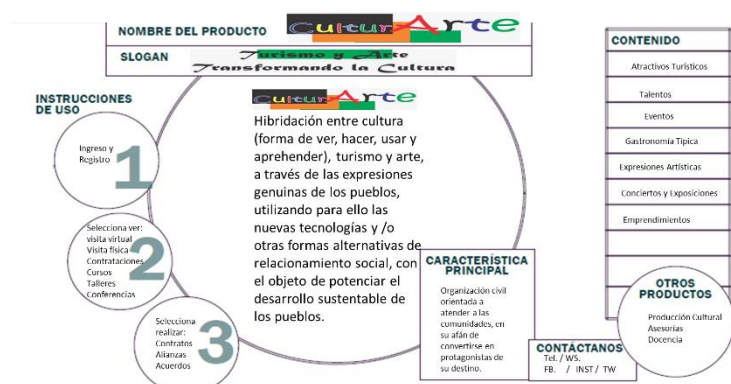 NOMBRE DEL PRODUCTO
CulturArte
SLOGAN
Turismo y Arte
Transformando la Cultura
INSTRUCCIONES
DE USO
Ingreso y
Registro
1
Selecciona ver:
visita virtual
Visita física
Contrataciones
Cursos
Talleres
Conferencias
2
Selecciona
realizar:
Contratos
Alianzas
Acuerdos
3
CulturArte
Hibridación entre cultura
(forma de ver, hacer, usar y
aprehender), turismo y arte,
a través de las expresiones
genuinas de los pueblos,
utilizando para ello las
nuevas tecnologías y /o
otras formas alternativas de
relacionamiento social, con
el objeto de potenciar el
desarrollo sustentable de
los pueblos.
CARACTERÍSTICA
PRINCIPAL
Organización civil
orientada a
atender a las
comunidades, en
su afán de
convertirse en
protagonistas de
su destino.
CONTÁCTANOS
Tel. / WS.
FB. / INST / TW
CONTENIDO
Atractivos Turísticos
Talentos
Eventos
Gastronomía Típica
Expresiones Artísticas
Conciertos y Exposiciones
Emprendimientos
OTROS
PRODUCTOS
Producción Cultural
Asesorías
Docencia